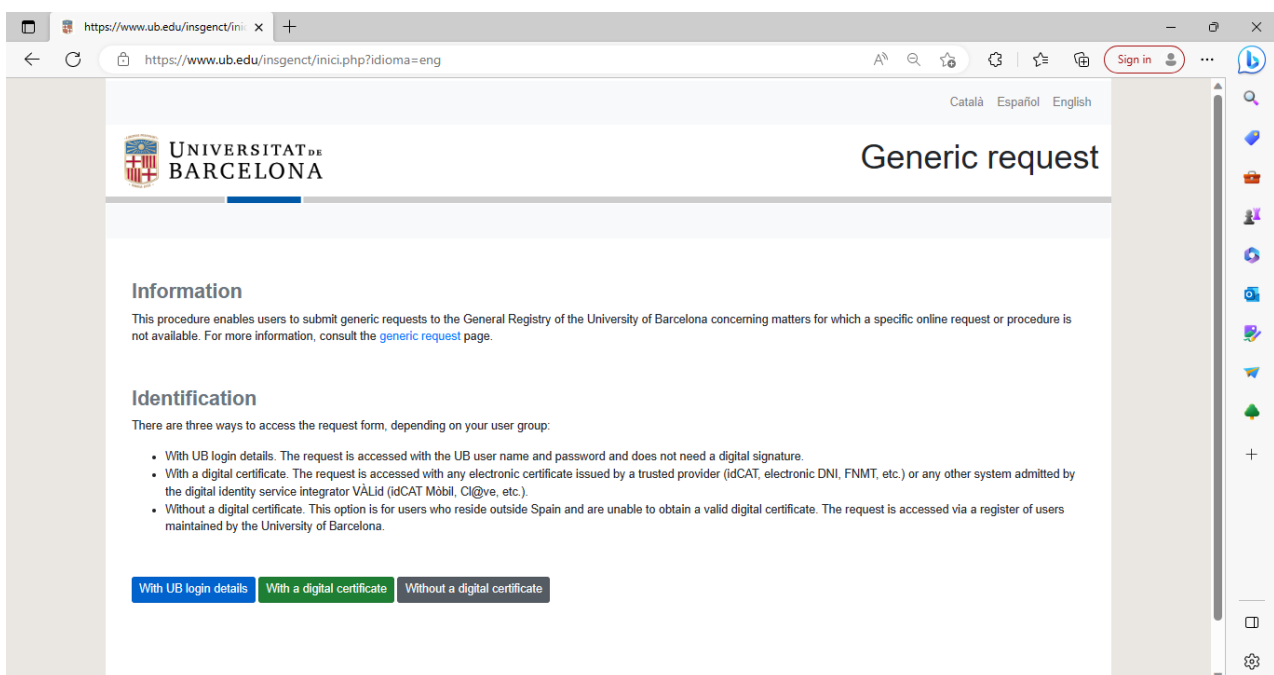 https://www.ub.edu/insgenct/inic
https://www.ub.edu/insgenct/inici.php?idioma=eng
Sign in
Català Español English
UNIVERSITAT DE
BARCELONA
Generic request
Information
This procedure enables users to submit generic requests to the General Registry of the University of Barcelona concerning matters for which a specific online request or procedure is
not available. For more information, consult the generic request page.
Identification
There are three ways to access the request form, depending on your user group:
• With UB login details. The request is accessed with the UB user name and password and does not need a digital signature.
• With a digital certificate. The request is accessed with any electronic certificate issued by a trusted provider (idCAT, electronic DNI, FNMT, etc.) or any other system admitted by
the digital identity service integrator VÀLid (idCAT Mòbil, Cl@ve, etc.).
• Without a digital certificate. This option is for users who reside outside Spain and are unable to obtain a valid digital certificate. The request is accessed via a register of users
maintained by the University of Barcelona.
With UB login details With a digital certificate Without a digital certificate